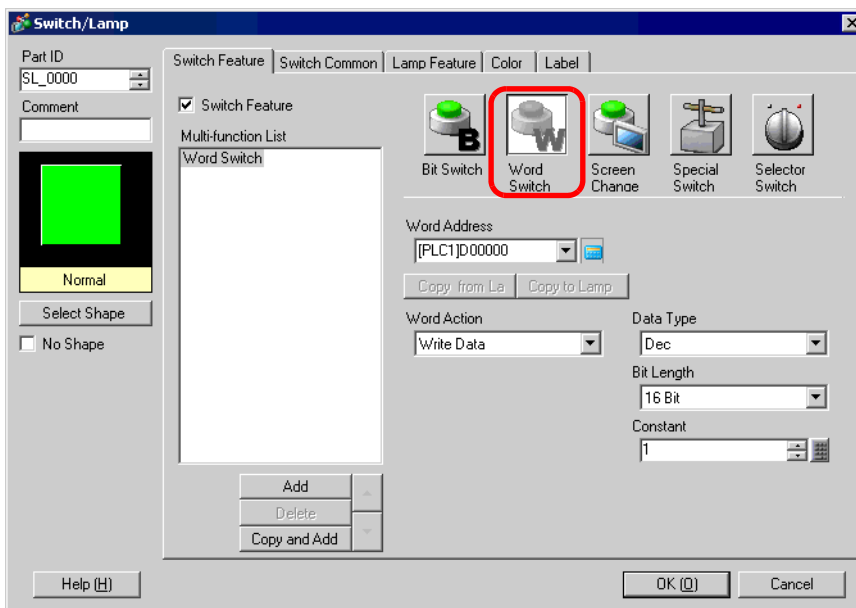 Switch/Lamp
Part ID
SL_0000
Comment
Normal
Select Shape
No Shape
Switch Feature
Switch Common
Lamp Feature
Color
Label
Switch Feature
Multi-function List
Word Switch
Add
Delete
Copy and Add
B
Bit Switch
W
Word
Switch
Screen
Change
Special
Switch
Selector
Switch
Word Address
[PLC1]D00000
Copy from La
Copy to Lamp
Word Action
Write Data
Data Type
Dec
Bit Length
16 Bit
Constant
1
Help (H)
OK (O)
Cancel